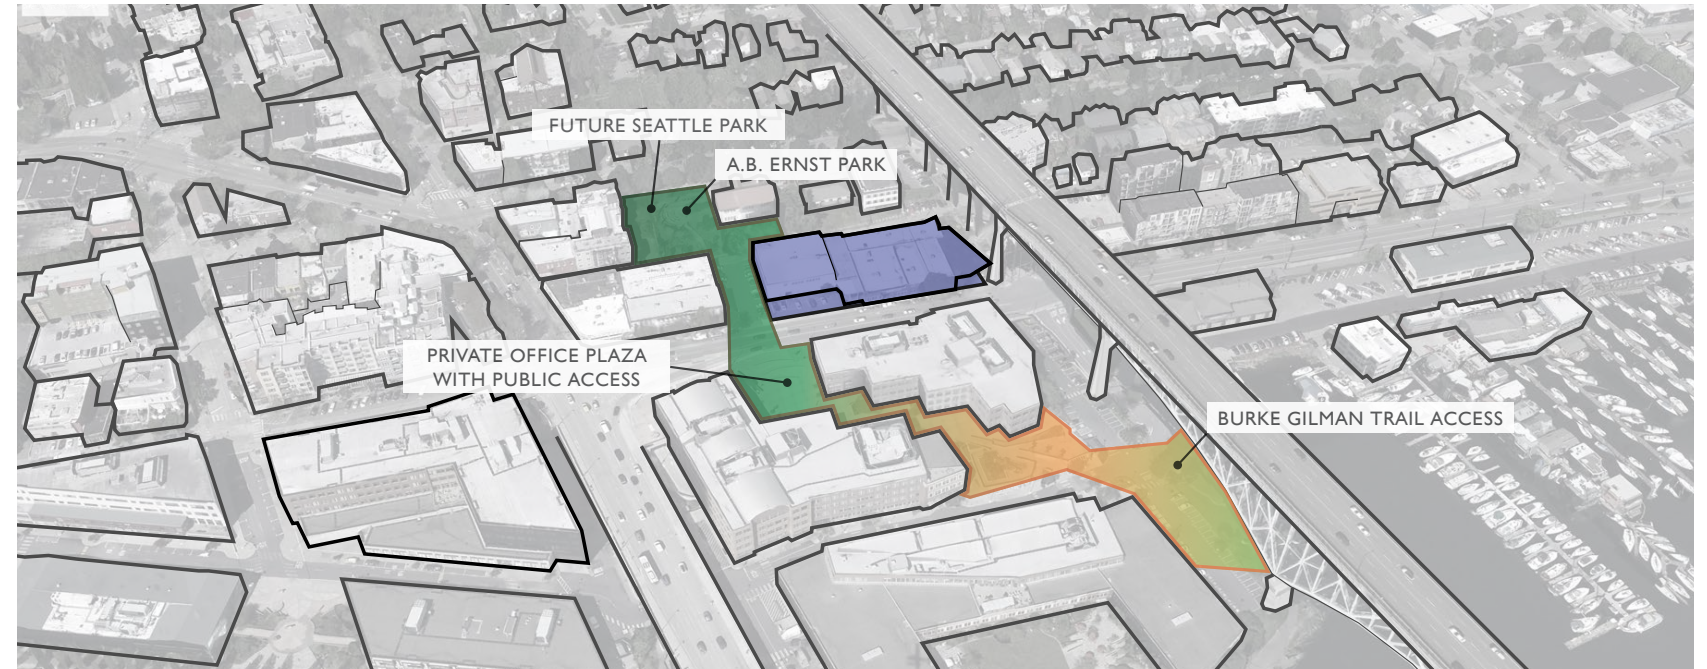 FUTURE SEATTLE PARK
A.B. ERNST PARK
PRIVATE OFFICE PLAZA
WITH PUBLIC ACCESS
BURKE GILMAN TRAIL ACCESS